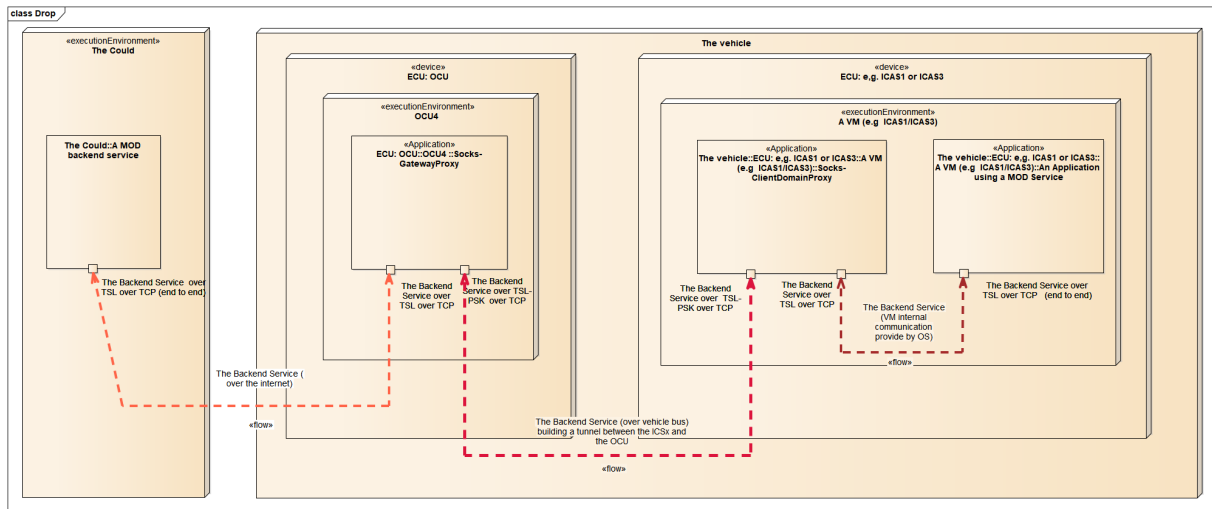 class Drop
«executionEnvironment»
The Could
The Could::A MOD
backend service
The Backend Service  over
TSL over TCP (end to end)
The Backend Service (
over the internet)
«flow»
The vehicle
«device»
ECU: OCU
«executionEnvironment»
OCU4
«Application»
ECU: OCU::OCU4 ::Socks-
GatewayProxy
The Backend
Service over
TSL over TCP
The Backend
Service over TSL-
PSK  over TCP
«device»
ECU: e,g. ICAS1 or ICAS3
«executionEnvironment»
A VM (e.g  ICAS1/ICAS3)
«Application»
The vehicle::ECU: e,g. ICAS1 or ICAS3::A VM
(e.g  ICAS1/ICAS3)::Socks-
ClientDomainProxy
«Application»
The vehicle::ECU: e,g. ICAS1 or ICAS3::
A VM (e.g  ICAS1/ICAS3)::An Application
using a MOD Service
The Backend
Service over  TSL-
PSK over TCP
The Backend
Service over
TSL over TCP
The Backend Service over
TSL over TCP   (end to end)
The Backend Service
(VM internal
communication
provide by OS)
«flow»
The Backend Service (over vehicle bus)
building a tunnel between the ICSx and
the OCU
«flow»